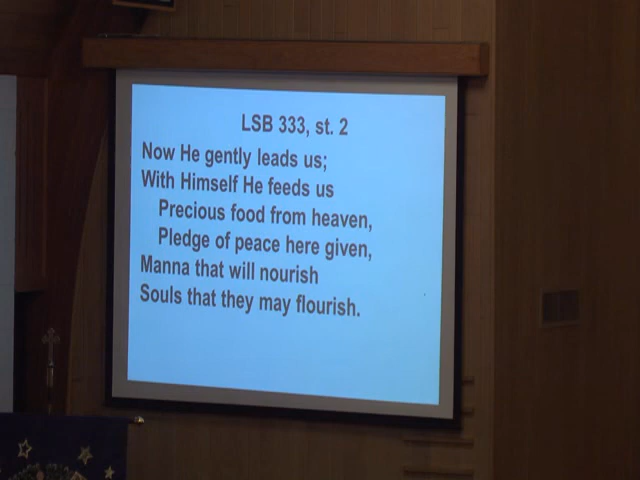 LSB 333, st. 2
Now He gently leads us;
With Himself He feeds us
Precious food from heaven,
Pledge of peace here given,
Manna that will nourish
Souls that they may flourish.